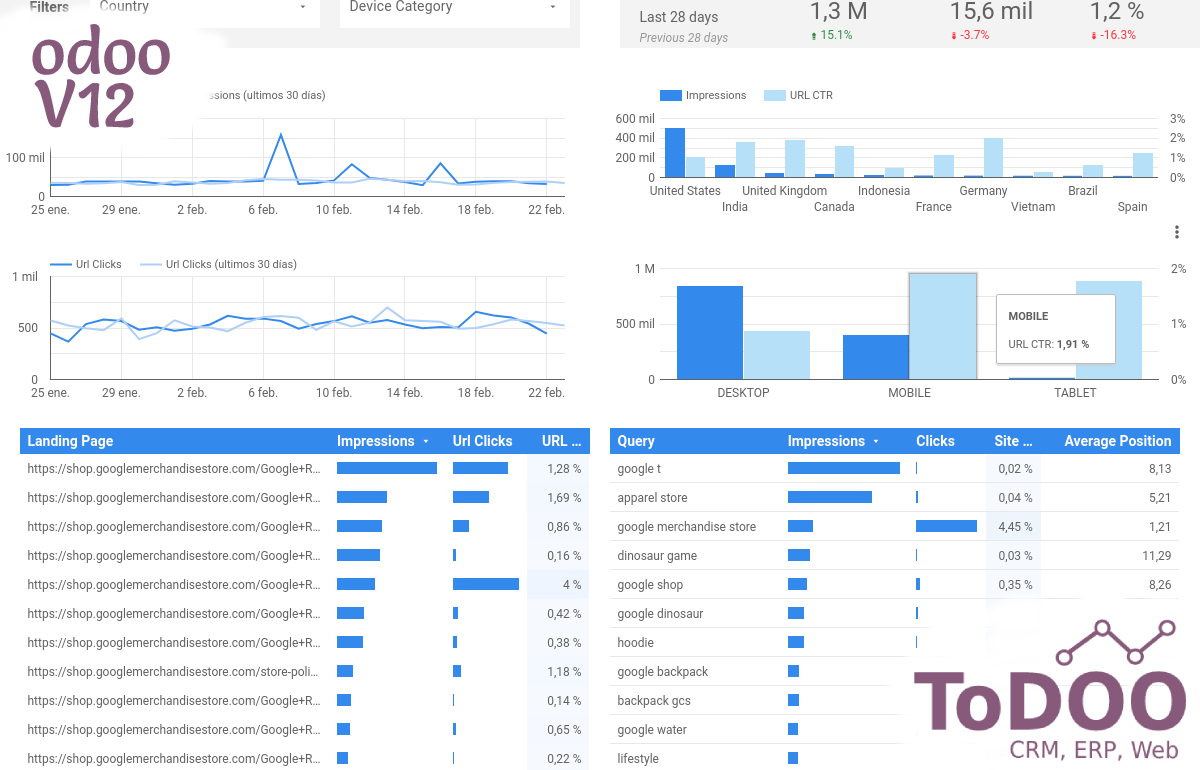 Filters
Country
Device Category
odoo
V12
Last 28 days
Previous 28 days
1,3 M
15.1%
15,6 mil
-3.7%
1,2 %
-16.3%
ssions (ultimos 30 días)
100 mil
0
25 ene.
29 ene.
2 feb.
6 feb.
10 feb.
14 feb.
18 feb.
22 feb.
Impressions
URL CTR
600 mil
400 mil
200 mil
0
3%
2%
1%
0%
United States
India
United Kingdom
Canada
Indonesia
France
Germany
Vietnam
Brazil
Spain
Url Clicks
Url Clicks (ultimos 30 días)
1 mil
500
0
25 ene.
29 ene.
2 feb.
6 feb.
10 feb.
14 feb.
18 feb.
22 feb.
1 M
500 mil
0
2%
1%
0%
MOBILE
URL CTR: 1,91 %
DESKTOP
MOBILE
TABLET
Landing Page Impressions Url Clicks URL ...
https://shop.googlemerchandisestore.com/Google+R... 1,28 %
https://shop.googlemerchandisestore.com/Google+R... 1,69 %
https://shop.googlemerchandisestore.com/Google+R... 0,86 %
https://shop.googlemerchandisestore.com/Google+R... 0,16 %
https://shop.googlemerchandisestore.com/Google+R... 4 %
https://shop.googlemerchandisestore.com/Google+R... 0,42 %
https://shop.googlemerchandisestore.com/Google+R... 0,38 %
https://shop.googlemerchandisestore.com/store-poli... 1,18 %
https://shop.googlemerchandisestore.com/Google+R... 0,14 %
https://shop.googlemerchandisestore.com/Google+R... 0,65 %
https://shop.googlemerchandisestore.com/Google+R... 0,22 %
Query Impressions Clicks Site ... Average Position
google t 0,02 % 8,13
apparel store 0,04 % 5,21
google merchandise store 4,45 % 1,21
dinosaur game 0,03 % 11,29
google shop 0,35 % 8,26
google dinosaur
hoodie
google backpack
backpack gcs
google water
lifestyle
ToDOO
CRM, ERP, Web